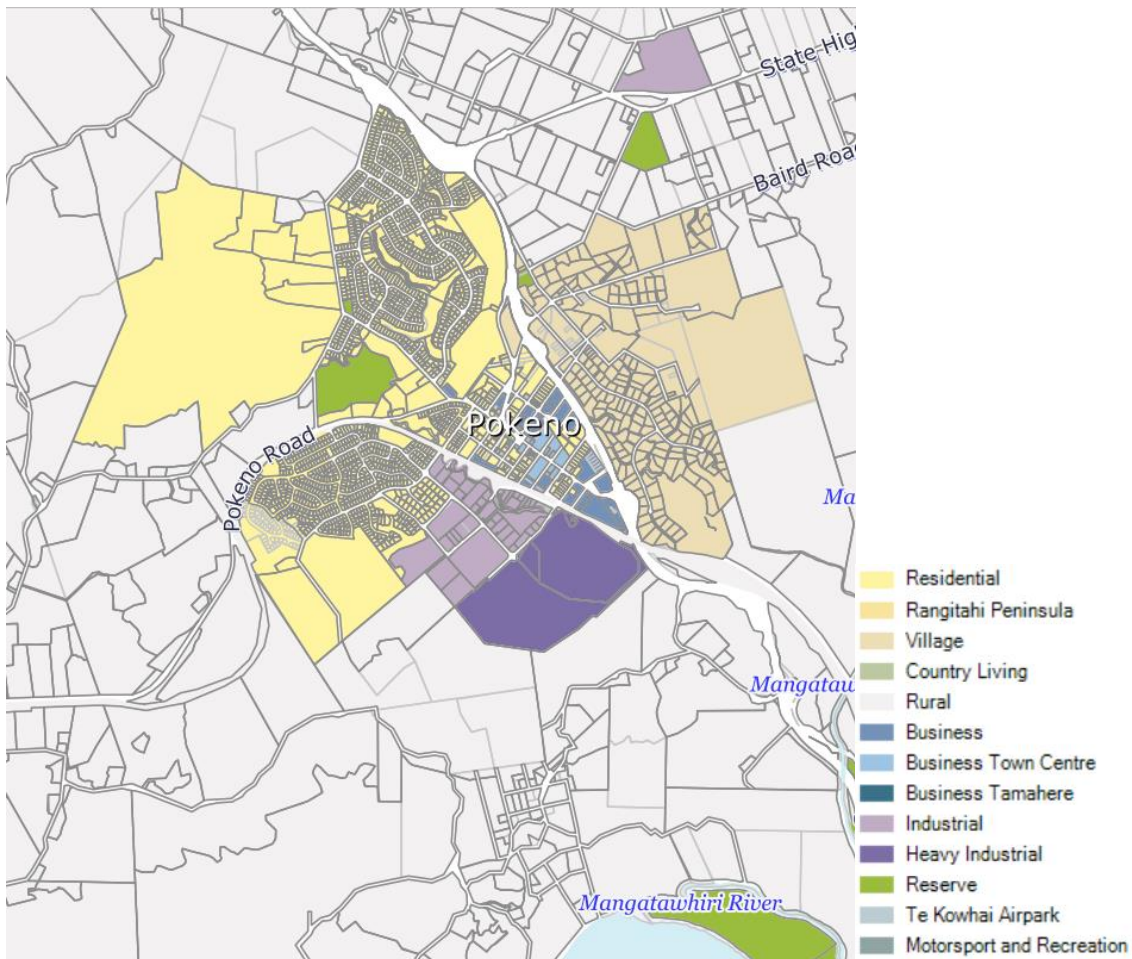 State Hig
Baird Roa
Pokeno
Pokeno Road
Ma
Mangataw
Mangatawhiri River
Residential
Rangitahi Peninsula
Village
Country Living
Rural
Business
Business Town Centre
Business Tamahere
Industrial
Heavy Industrial
Reserve
Te Kowhai Airpark
Motorsport and Recreation